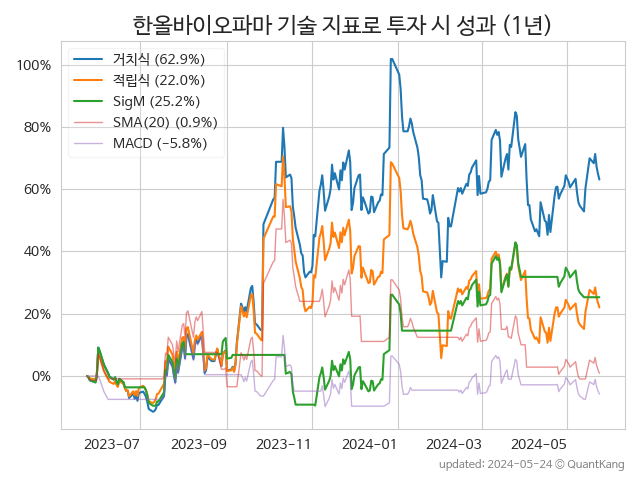 한올바이오파마 기술 지표로 투자 시 성과 (1년)
거치식 (62.9%)
적립식 (22.0%)
SigM (25.2%)
SMA(20) (0.9%)
MACD (−5.8%)
100%
80%
60%
40%
20%
0%
2023-07 2023-09 2023-11 2024-01 2024-03 2024-05
updated: 2024-05-24 © QuantKang